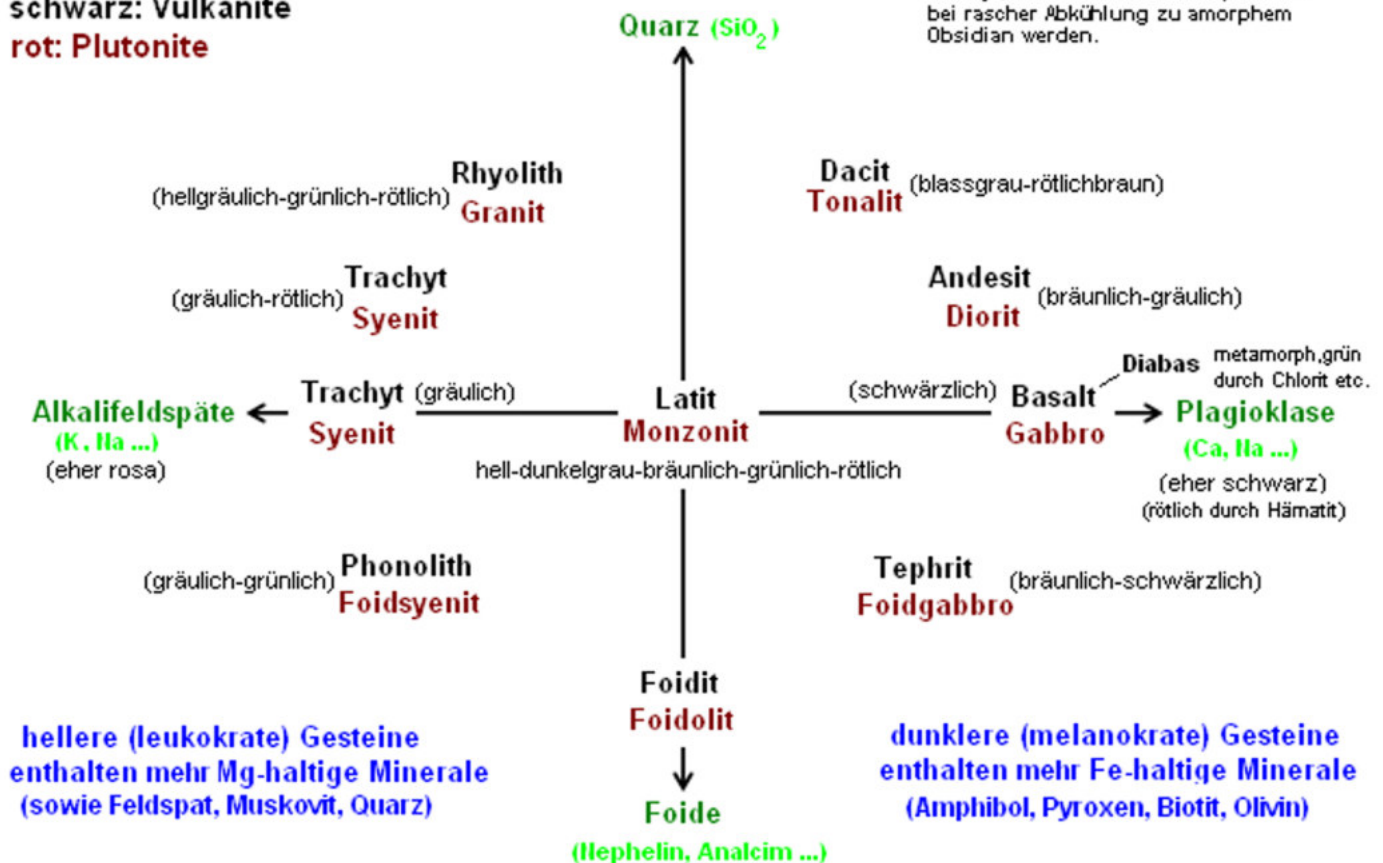 schwarz: Vulkanite
rot: Plutonite
bei rascher Abkühlung zu amorphem
Obsidian werden.
Quarz (SiO2)
Rhyolith
(hellgräulich-grünlich-rötlich)
Granit
Dacit
(blassgrau-rötlichbraun)
Tonalit
Trachyt
(gräulich-rötlich)
Syenit
Andesit
(bräunlich-gräulich)
Diorit
Diabas
metamorph,grün
durch Chlorit etc.
Alkalifeldspäte
(K, Na ...)
(eher rosa)
Trachyt (gräulich)
Syenit
Latit
Monzonit
hell-dunkelgrau-bräunlich-grünlich-rötlich
(schwärzlich) Basalt
Gabbro
Plagioklase
(Ca, Na ...)
(eher schwarz)
(rötlich durch Hämatit)
Phonolith
(gräulich-grünlich)
Foidsyenit
Tephrit
(bräunlich-schwärzlich)
Foidgabbro
Foidit
Foidolit
hellere (leukokrate) Gesteine
enthalten mehr Mg-haltige Minerale
(sowie Feldspat, Muskovit, Quarz)
dunklere (melanokrate) Gesteine
enthalten mehr Fe-haltige Minerale
(Amphibol, Pyroxen, Biotit, Olivin)
Foide
(Nephelin, Analcim ...)